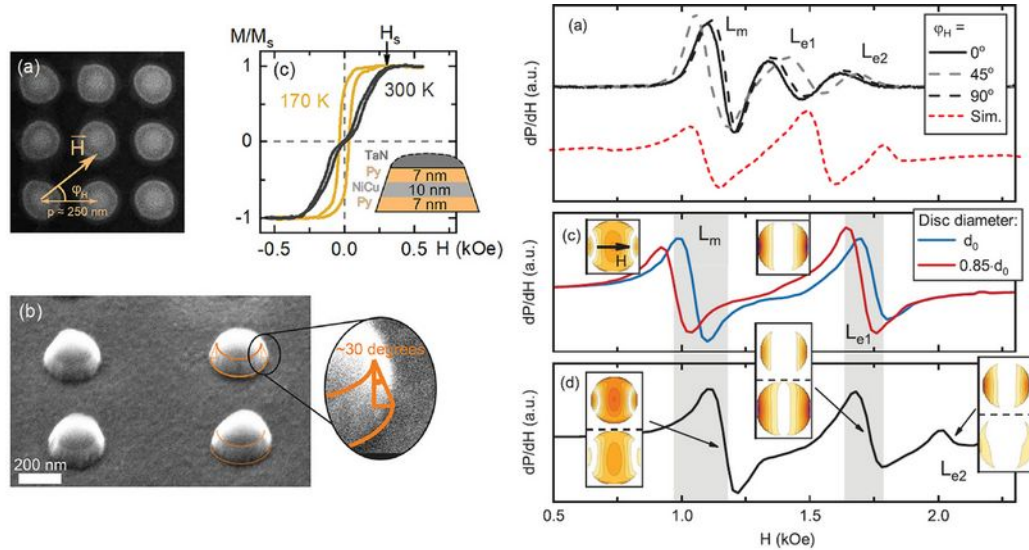 (a)
H
φH
p ≈ 250 nm
M/Ms
Hs
(c)
170 K
300 K
1
0
-1
TaN
Py
7 nm
NiCu
10 nm
Py
7 nm
-0.5
0.0
0.5
H (kOe)
(b)
~30 degrees
200 nm
(a)
Lm
Le1
Le2
φH =
0º
45º
90º
Sim.
dP/dH (a.u.)
(c)
H
Lm
Le1
Disc diameter:
d0
0.85·d0
dP/dH (a.u.)
(d)
Le2
dP/dH (a.u.)
0.5
1.0
1.5
2.0
H (kOe)